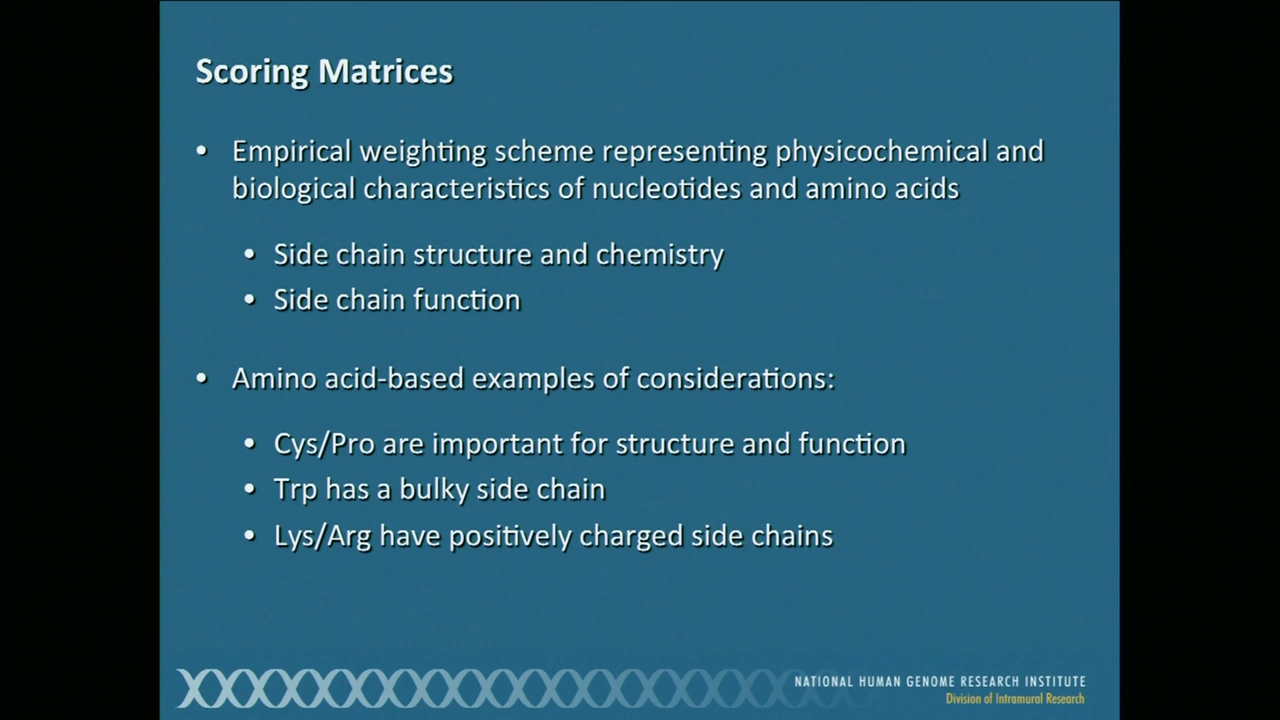 Scoring Matrices
• Empirical weighting scheme representing physicochemical and
biological characteristics of nucleotides and amino acids
• Side chain structure and chemistry
• Side chain function
• Amino acid-based examples of considerations:
• Cys/Pro are important for structure and function
• Trp has a bulky side chain
• Lys/Arg have positively charged side chains
NATIONAL HUMAN GENOME RESEARCH INSTITUTE
Division of Intramural Research